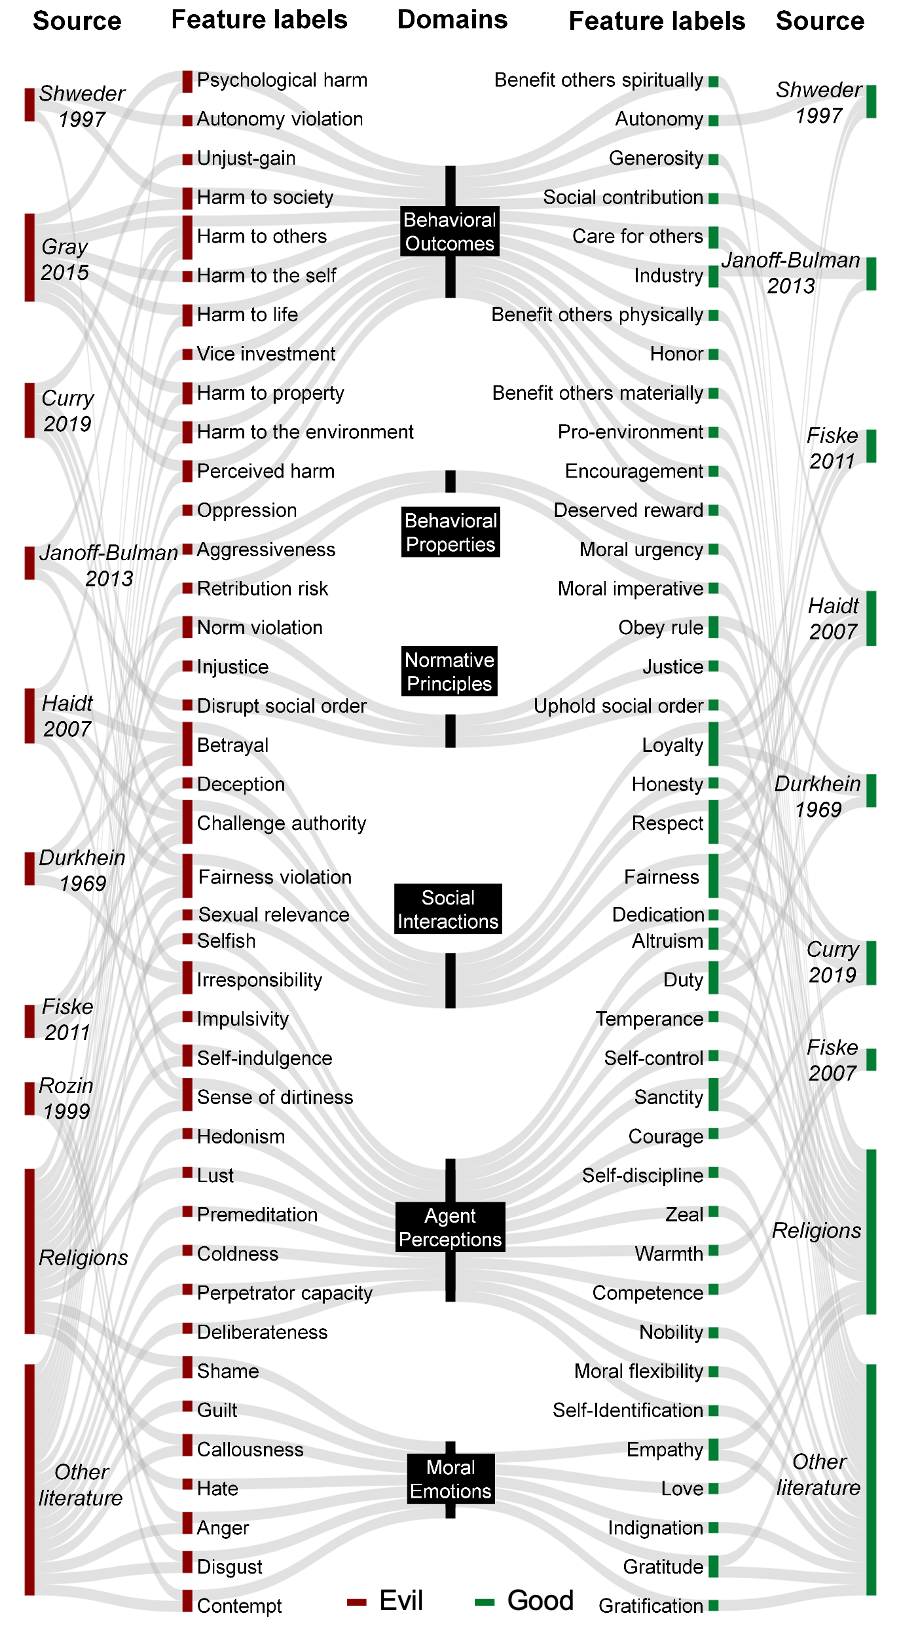 Source
Feature labels
Domains
Feature labels
Source
Shweder
1997
Gray
2015
Curry
2019
Janoff-Bulman
2013
Haidt
2007
Durkhein
1969
Fiske
2011
Rozin
1999
Religions
Other
literature
Psychological harm
Autonomy violation
Unjust-gain
Harm to society
Harm to others
Harm to the self
Harm to life
Vice investment
Harm to property
Harm to the environment
Perceived harm
Oppression
Aggressiveness
Retribution risk
Norm violation
Injustice
Disrupt social order
Betrayal
Deception
Challenge authority
Fairness violation
Sexual relevance
Selfish
Irresponsibility
Impulsivity
Self-indulgence
Sense of dirtiness
Hedonism
Lust
Premeditation
Coldness
Perpetrator capacity
Deliberateness
Shame
Guilt
Callousness
Hate
Anger
Disgust
Contempt
Behavioral
Outcomes
Behavioral
Properties
Normative
Principles
Social
Interactions
Agent
Perceptions
Moral
Emotions
Evil
Good
Benefit others spiritually
Autonomy
Generosity
Social contribution
Care for others
Industry
Benefit others physically
Honor
Benefit others materially
Pro-environment
Encouragement
Deserved reward
Moral urgency
Moral imperative
Obey rule
Justice
Uphold social order
Loyalty
Honesty
Respect
Fairness
Dedication
Altruism
Duty
Temperance
Self-control
Sanctity
Courage
Self-discipline
Zeal
Warmth
Competence
Nobility
Moral flexibility
Self-Identification
Empathy
Love
Indignation
Gratitude
Gratification
Shweder
1997
Janoff-Bulman
2013
Fiske
2011
Haidt
2007
Durkhein
1969
Curry
2019
Fiske
2007
Religions
Other
literature